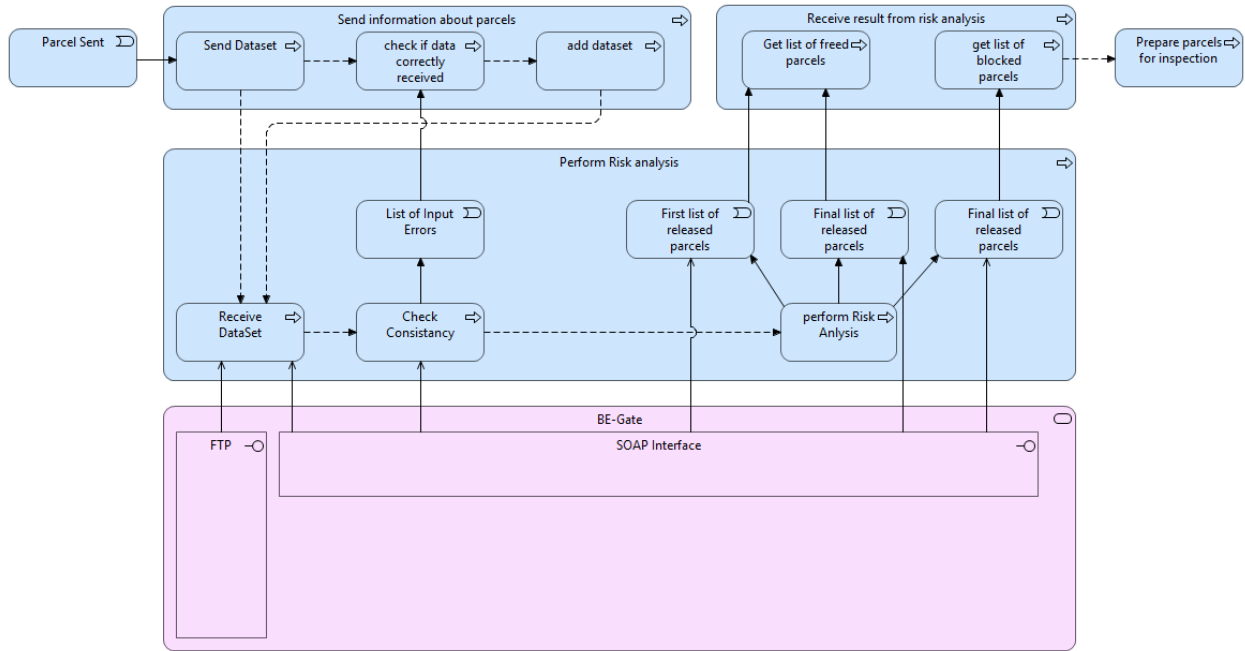 Send information about parcels
Receive result from risk analysis
Parcel Sent
Send Dataset
check if data
correctly
received
add dataset
Get list of freed
parcels
get list of
blocked
parcels
Prepare parcels
for inspection
Perform Risk analysis
List of Input
Errors
First list of
released
parcels
Final list of
released
parcels
Final list of
released
parcels
Receive
DataSet
Check
Consistancy
perform Risk
Anlysis
BE-Gate
FTP
SOAP Interface